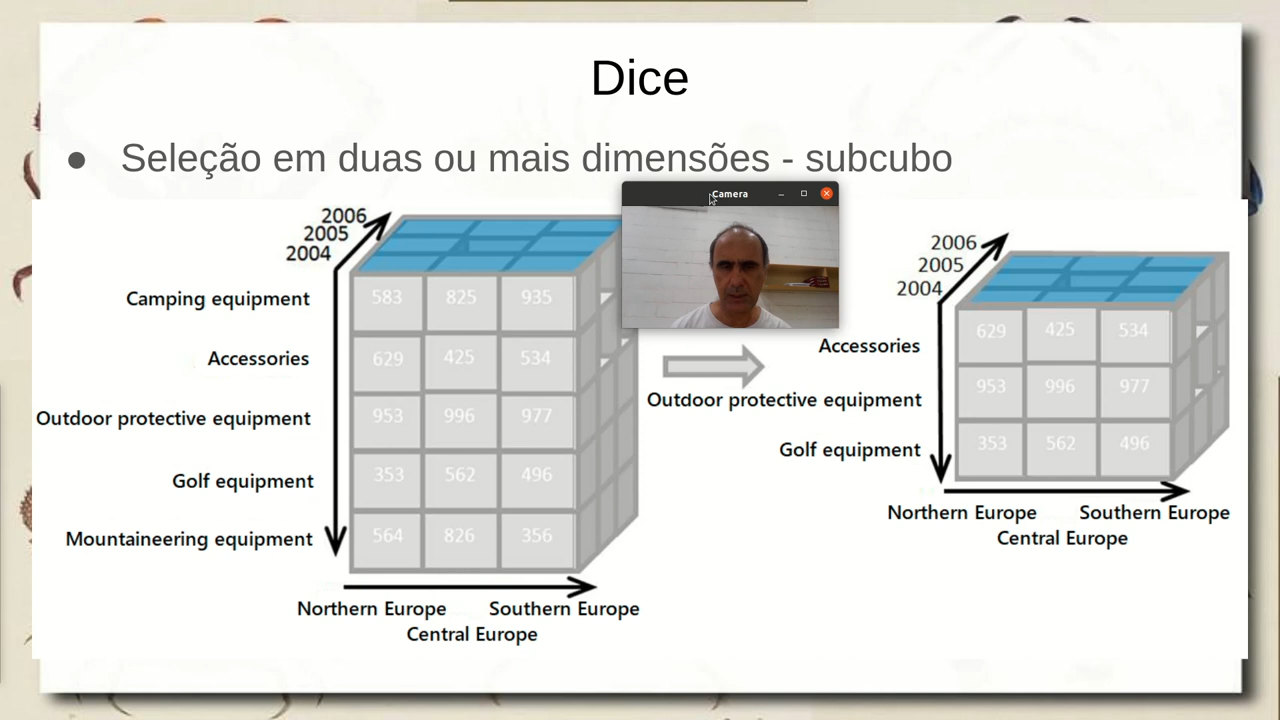 Dice
● Seleção em duas ou mais dimensões - subcubo
Camera
2006
2005
2004
Camping equipment 583 825 935
Accessories 629 425 534
Outdoor protective equipment 953 996 977
Golf equipment 353 562 496
Mountaineering equipment 564 826 356
Northern Europe Southern Europe
Central Europe
2006
2005
2004
Accessories 629 425 534
Outdoor protective equipment 953 996 977
Golf equipment 353 562 496
Northern Europe Southern Europe
Central Europe